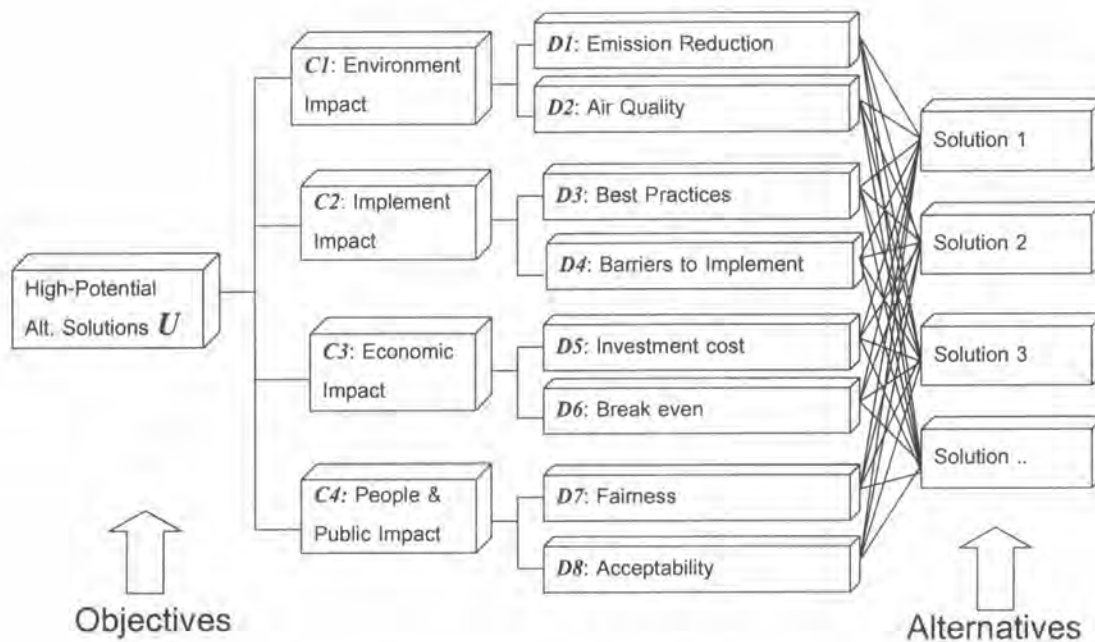 High-Potential
Alt. Solutions U
C1: Environment
Impact
C2: Implement
Impact
C3: Economic
Impact
C4: People &
Public Impact
D1: Emission Reduction
D2: Air Quality
D3: Best Practices
D4: Barriers to Implement
D5: Investment cost
D6: Break even
D7: Fairness
D8: Acceptability
Solution 1
Solution 2
Solution 3
Solution ..
Objectives
Alternatives